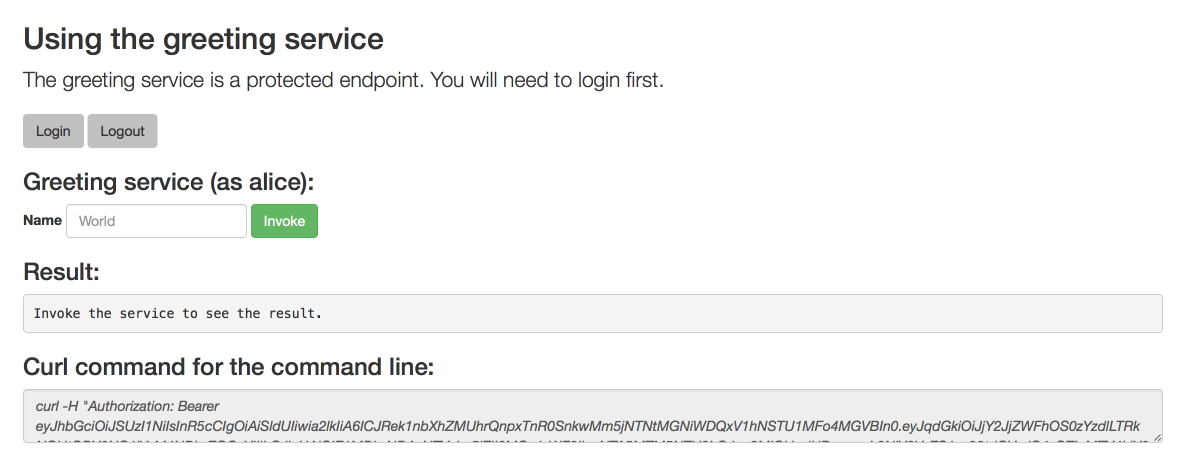 Using the greeting service
The greeting service is a protected endpoint. You will need to login first.
Login Logout
Greeting service (as alice):
Name World Invoke
Result:
Invoke the service to see the result.
Curl command for the command line:
curl -H "Authorization: Bearer
eyJhbGciOiJSUzI1NiIsInR5cCIgOiAiSldUIiwia2lkIiA6ICJRek1nbXhZMUhrQnpxTnR0SnkwMm5jNTNtMGNiWDQxV1hNSTU1MFo4MGVBIn0.eyJqdGkiOiJjY2JjZWFhOS0zYzdlLTRk